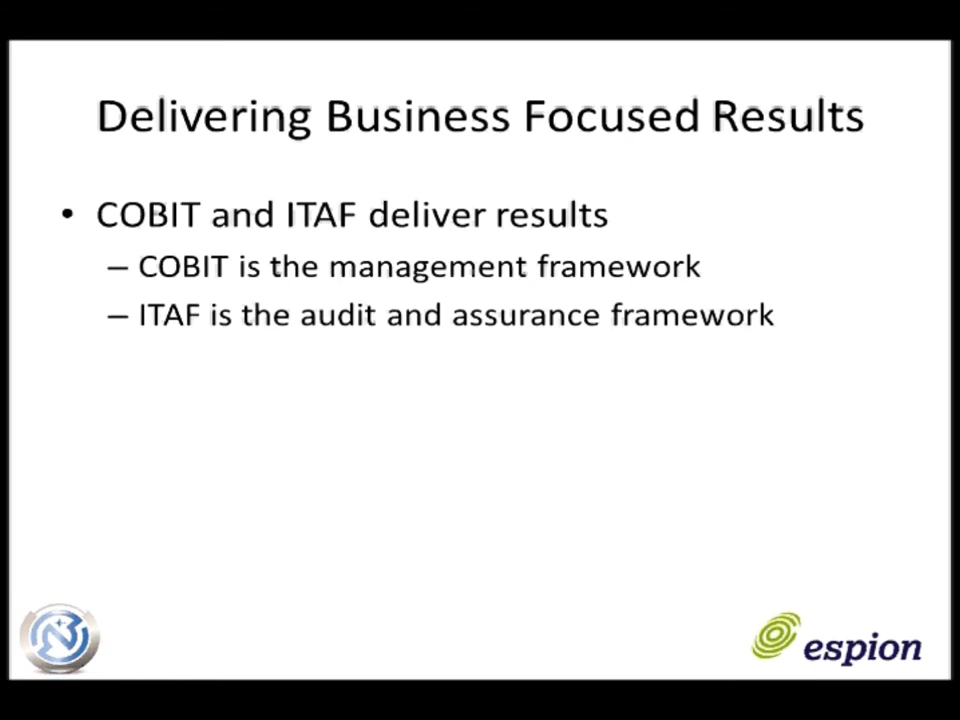 Delivering Business Focused Results
• COBIT and ITAF deliver results
– COBIT is the management framework
– ITAF is the audit and assurance framework
espion